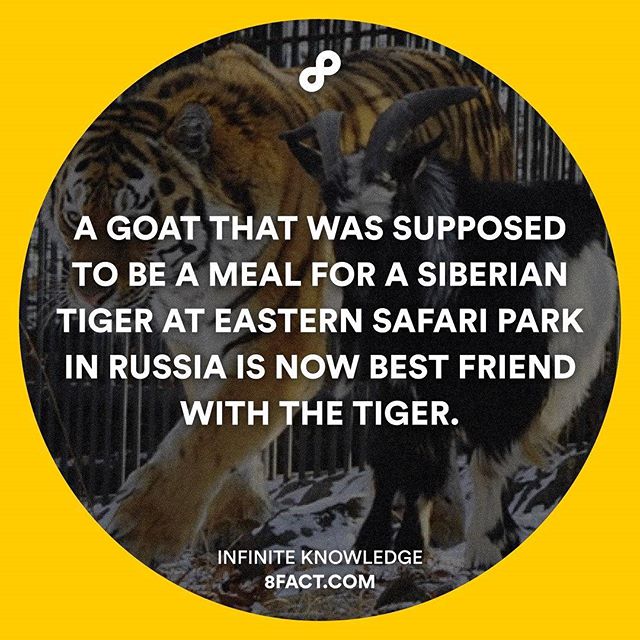 A GOAT THAT WAS SUPPOSED
TO BE A MEAL FOR A SIBERIAN
TIGER AT EASTERN SAFARI PARK
IN RUSSIA IS NOW BEST FRIEND
WITH THE TIGER.
INFINITE KNOWLEDGE
8FACT.COM